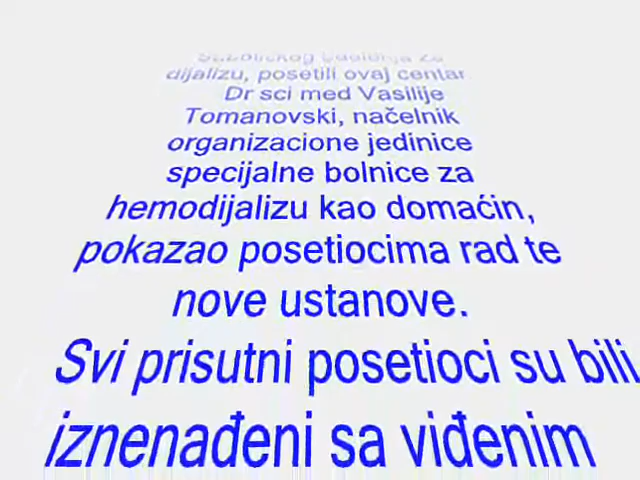 dijalizu, posetili ovaj centar
Dr sci med Vasilije
Tomanovski, načelnik
organizacione jedinice
specijalne bolnice za
hemodijalizu kao domaćin,
pokazao posetiocima rad te
nove ustanove.
Svi prisutni posetioci su bili
iznenađeni sa viđenim